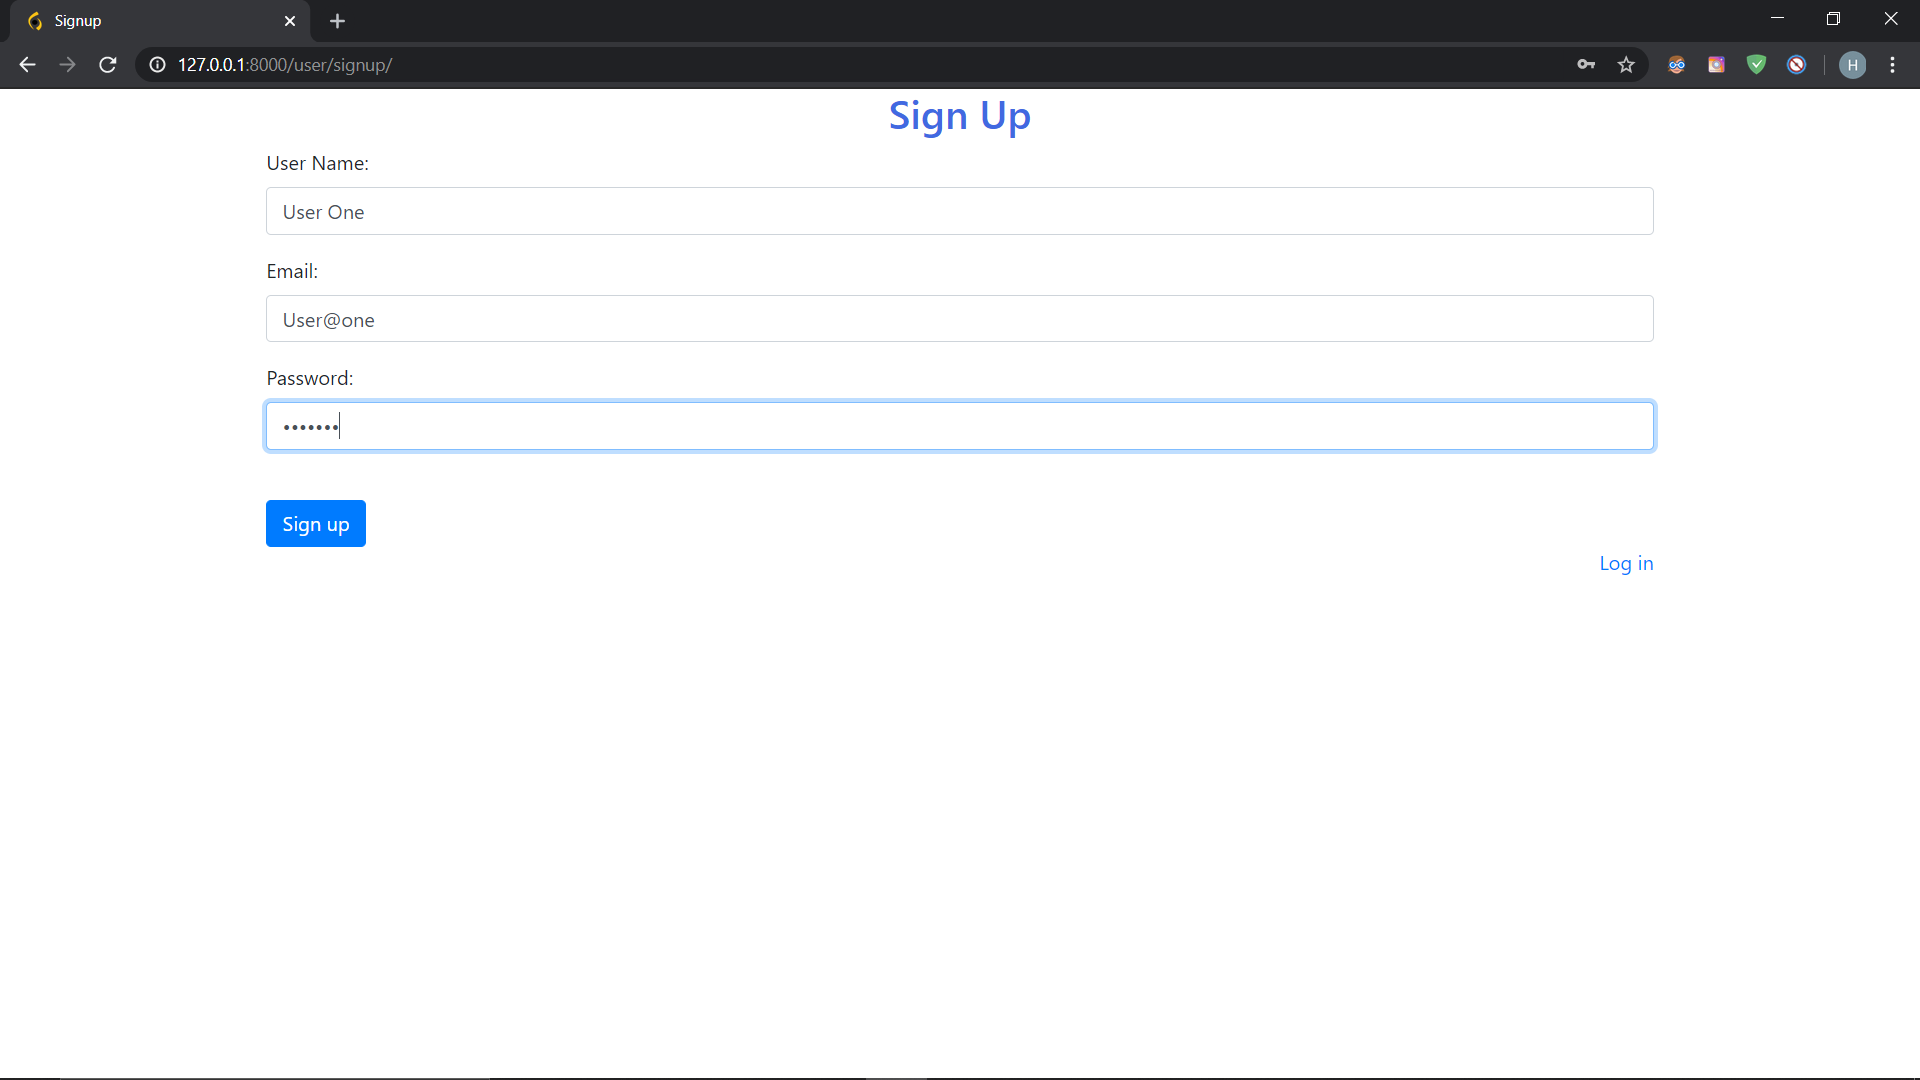 Signup
127.0.0.1:8000/user/signup/
H
Sign Up
User Name:
User One
Email:
User@one
Password:
•••••••
Sign up
Log in